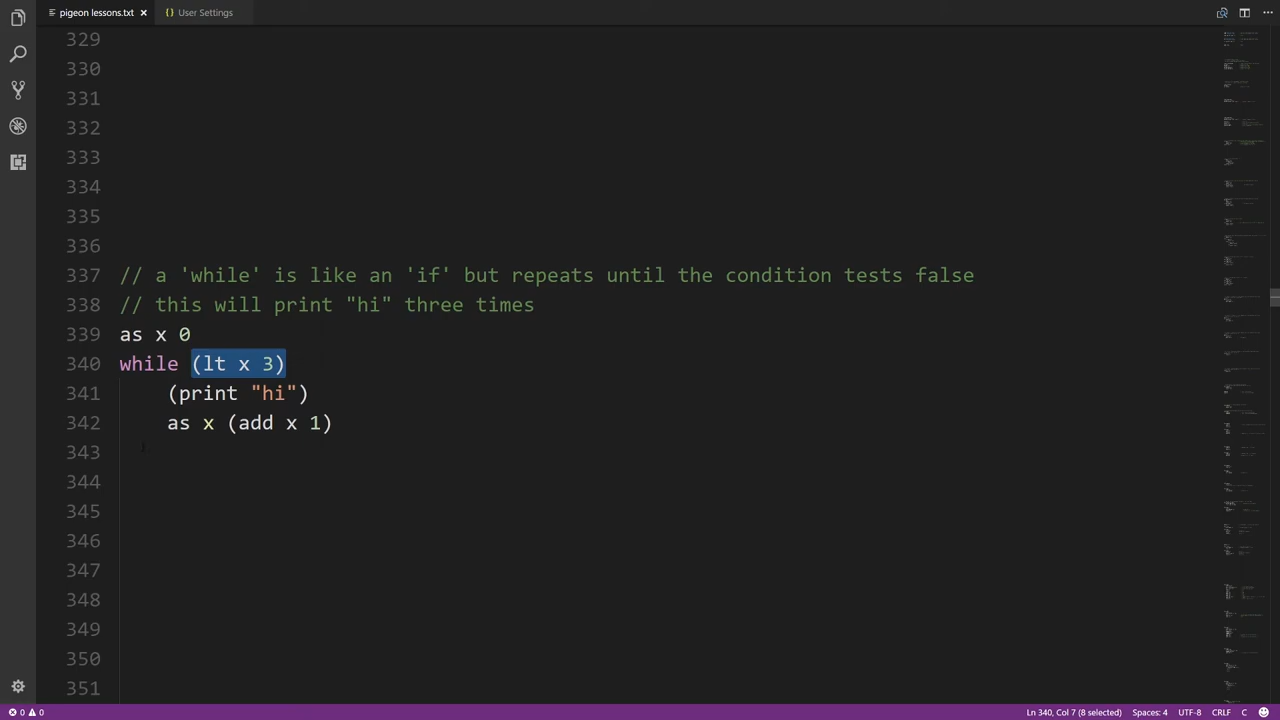 pigeon lessons.txt
{} User Settings
329
330
331
332
333
334
335
336
337 // a 'while' is like an 'if' but repeats until the condition tests false
338 // this will print "hi" three times
339 as x 0
340 while (lt x 3)
341 (print "hi")
342 as x (add x 1)
343
344
345
346
347
348
349
350
351
0 0 Ln 340, Col 7 (8 selected) Spaces: 4 UTF-8 CRLF C